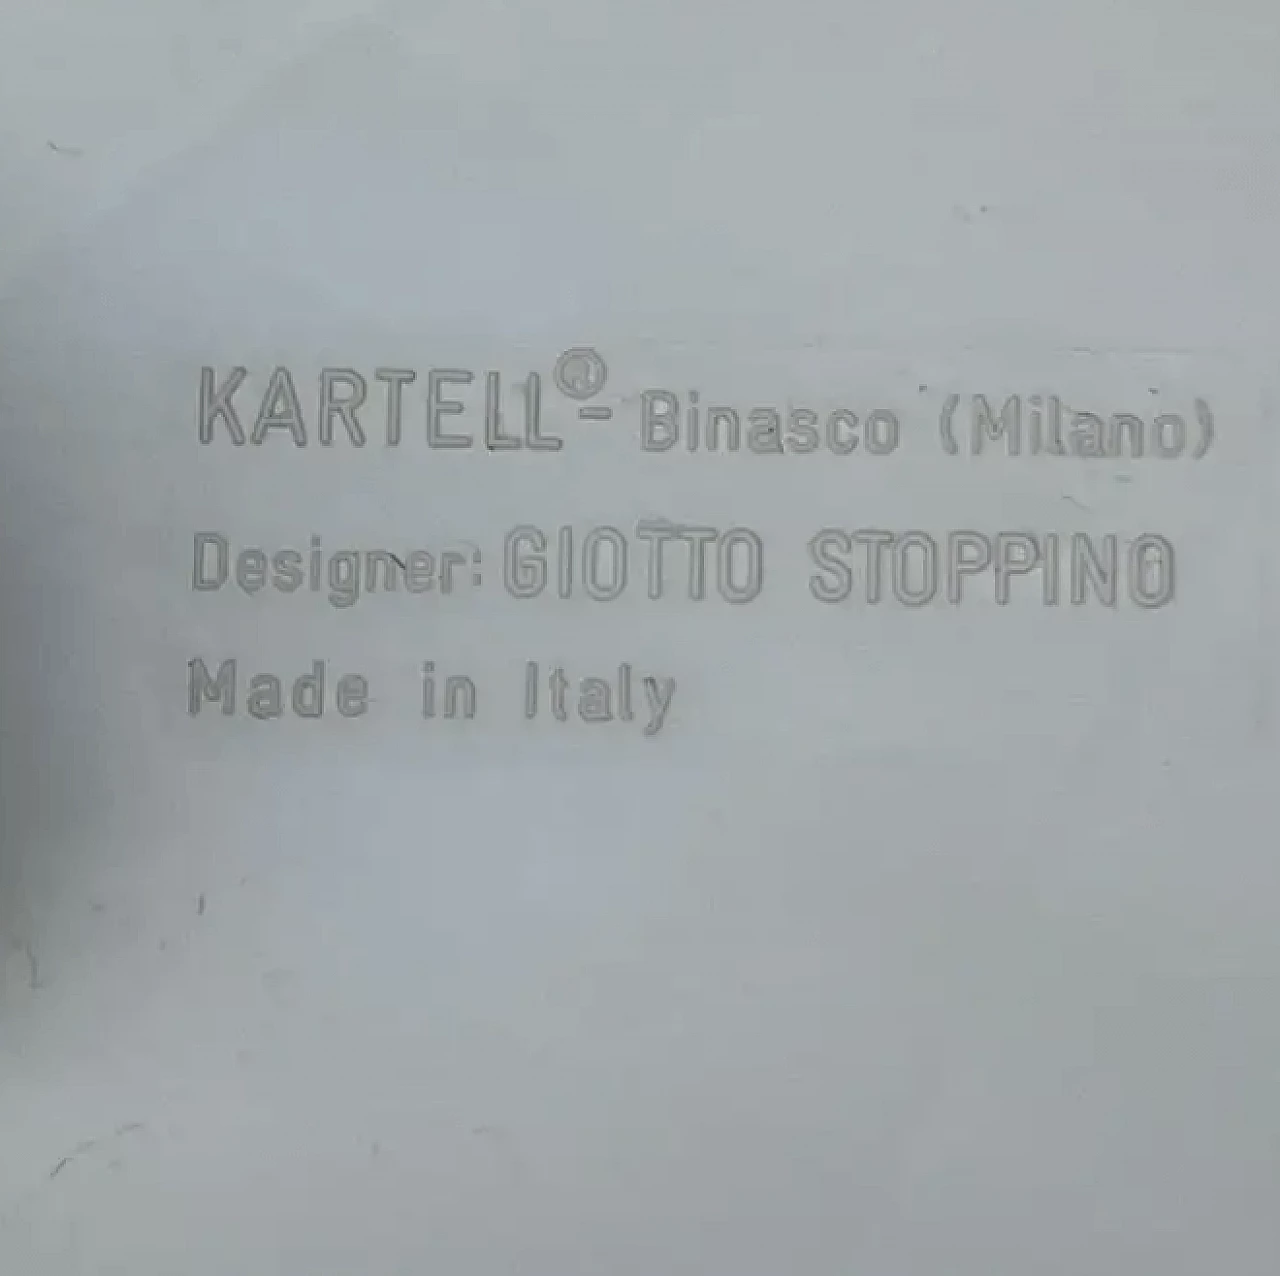 KARTELL®- Binasco (Milano)
Designer: GIOTTO STOPPINO
Made in Italy